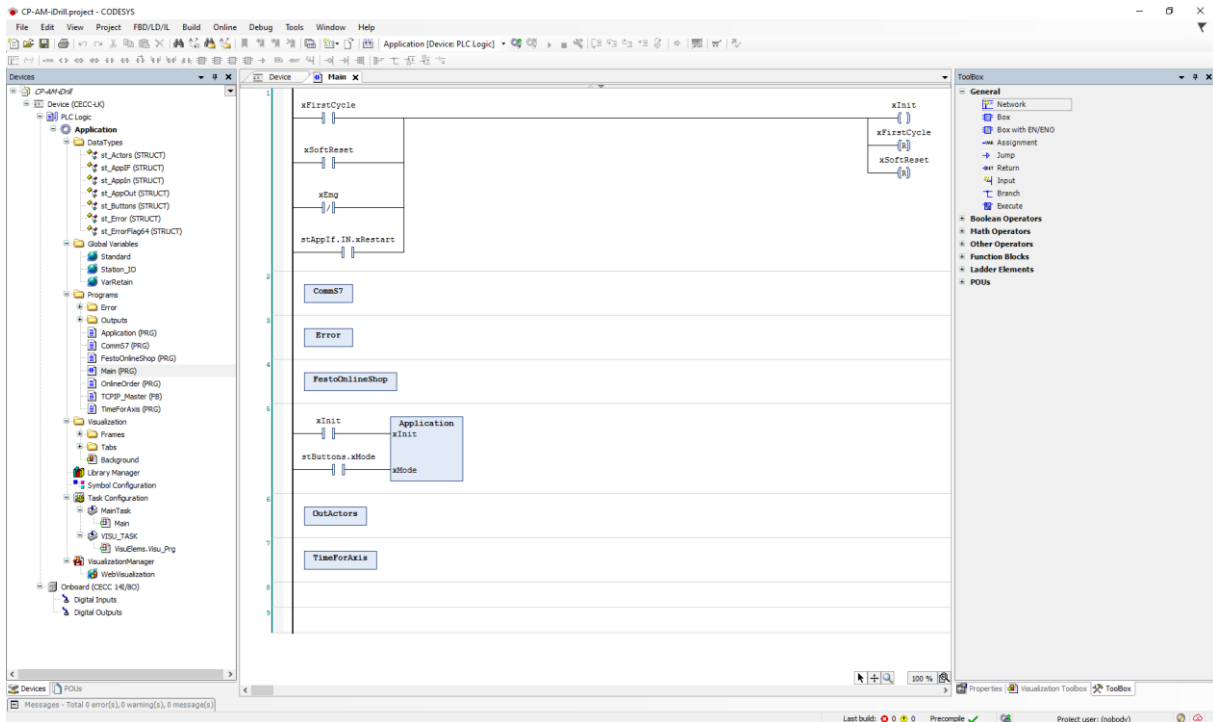 CP-AM-iDrill.project - CODESYS
File Edit View Project FBD/LD/IL Build Online Debug Tools Window Help
Application [Device: PLC Logic]
Devices
CP-AM-iDrill
Device (CECC-LK)
PLC Logic
Application
DataTypes
st_Actors (STRUCT)
st_AppIF (STRUCT)
st_AppIn (STRUCT)
st_AppOut (STRUCT)
st_Buttons (STRUCT)
st_Error (STRUCT)
st_ErrorFlag64 (STRUCT)
Global Variables
Standard
Station_IO
VarRetain
Programs
Error
Outputs
Application (PRG)
CommS7 (PRG)
FestoOnlineShop (PRG)
Main (PRG)
OnlineOrder (PRG)
TCPIP_Master (FB)
TimeForAxis (PRG)
Visualization
Frames
Tabs
Background
Library Manager
Symbol Configuration
Task Configuration
MainTask
Main
VISU_TASK
VisuElems.Visu_Prg
VisualizationManager
WebVisualization
Onboard (CECC 14I/8O)
Digital Inputs
Digital Outputs
Devices POUs
Messages - Total 0 error(s), 0 warning(s), 0 message(s)
Device Main
1
xFirstCycle xInit
xFirstCycle
R
xSoftReset xSoftReset
R
xEmg
stAppIf.IN.xRestart
2
CommS7
3
Error
4
FestoOnlineShop
5
xInit Application
xInit
stButtons.xMode
xMode
6
OutActors
7
TimeForAxis
8
9
100 %
ToolBox
General
Network
Box
Box with EN/ENO
Assignment
Jump
Return
Input
Branch
Execute
Boolean Operators
Math Operators
Other Operators
Function Blocks
Ladder Elements
POUs
Properties Visualization Toolbox ToolBox
Last build: 0 0 Precompile Project user: (nobody)